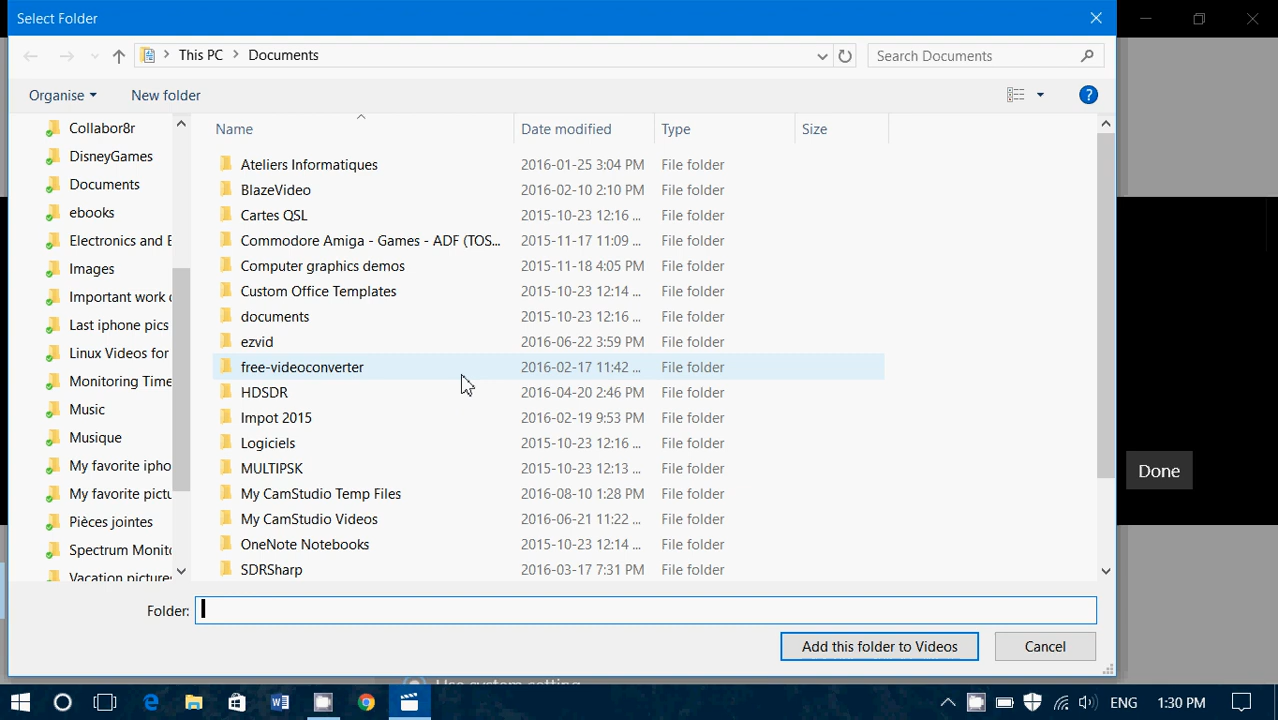 Select Folder
This PC > Documents
Search Documents
Organise
New folder
?
Name
Date modified
Type
Size
Collabor8r
DisneyGames
Documents
ebooks
Electronics and E
Images
Important work
Last iphone pics
Linux Videos for
Monitoring Time
Music
Musique
My favorite ipho
My favorite pictu
Pièces jointes
Spectrum Monito
Vacation pictures
Ateliers Informatiques 2016-01-25 3:04 PM File folder
BlazeVideo 2016-02-10 2:10 PM File folder
Cartes QSL 2015-10-23 12:16 ... File folder
Commodore Amiga - Games - ADF (TOS... 2015-11-17 11:09 ... File folder
Computer graphics demos 2015-11-18 4:05 PM File folder
Custom Office Templates 2015-10-23 12:14 ... File folder
documents 2015-10-23 12:16 ... File folder
ezvid 2016-06-22 3:59 PM File folder
free-videoconverter 2016-02-17 11:42 ... File folder
HDSDR 2016-04-20 2:46 PM File folder
Impot 2015 2016-02-19 9:53 PM File folder
Logiciels 2015-10-23 12:16 ... File folder
MULTIPSK 2015-10-23 12:13 ... File folder
My CamStudio Temp Files 2016-08-10 1:28 PM File folder
My CamStudio Videos 2016-06-21 11:22 ... File folder
OneNote Notebooks 2015-10-23 12:14 ... File folder
SDRSharp 2016-03-17 7:31 PM File folder
Done
Folder:
Add this folder to Videos
Cancel
Use system setting
ENG
1:30 PM